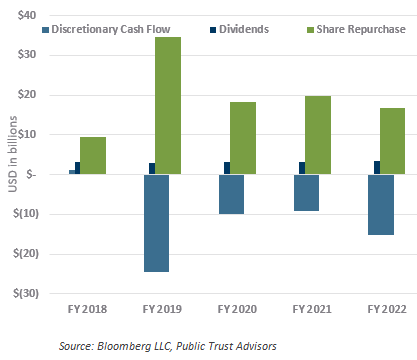 $40
Discretionary Cash Flow Dividends Share Repurchase
$30
$20
$10
$-
$(10)
$(20)
$(30)
USD in billions
FY 2018 FY 2019 FY 2020 FY 2021 FY 2022
Source: Bloomberg LLC, Public Trust Advisors